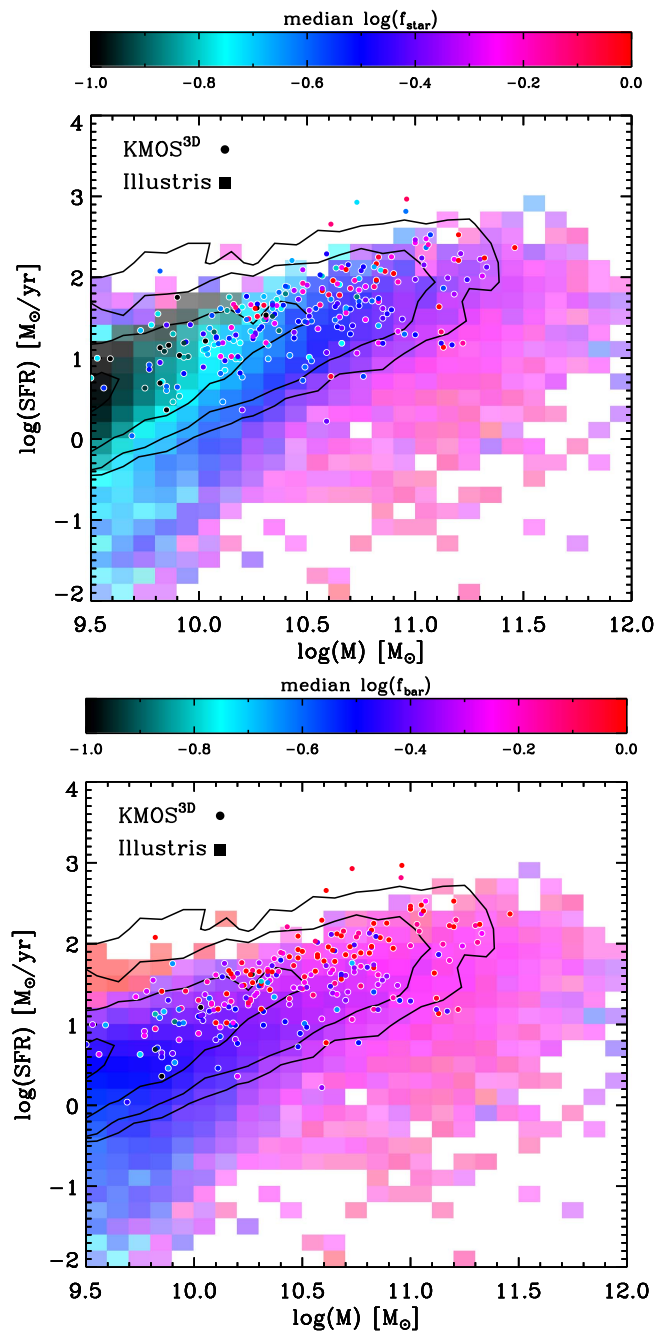 median log(f_star)
-1.0 -0.8 -0.6 -0.4 -0.2 0.0
KMOS^3D
Illustris
4
3
2
1
0
-1
-2
log(SFR) [M_⊙/yr]
9.5 10.0 10.5 11.0 11.5 12.0
log(M) [M_⊙]
median log(f_bar)
-1.0 -0.8 -0.6 -0.4 -0.2 0.0
KMOS^3D
Illustris
4
3
2
1
0
-1
-2
log(SFR) [M_⊙/yr]
9.5 10.0 10.5 11.0 11.5 12.0
log(M) [M_⊙]